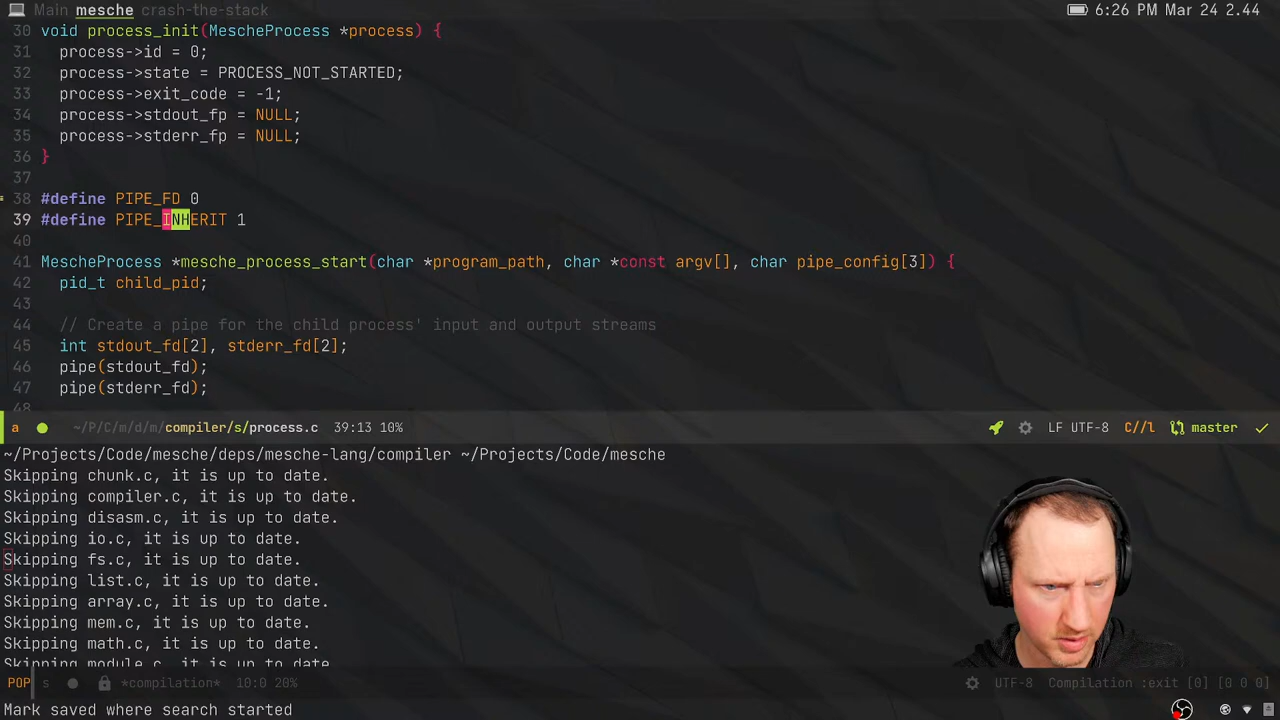 Main mesche crash-the-stack 6:26 PM Mar 24 2.44
30 void process_init(MescheProcess *process) {
31 process->id = 0;
32 process->state = PROCESS_NOT_STARTED;
33 process->exit_code = -1;
34 process->stdout_fp = NULL;
35 process->stderr_fp = NULL;
36 }
37
38 #define PIPE_FD 0
39 #define PIPE_INHERIT 1
40
41 MescheProcess *mesche_process_start(char *program_path, char *const argv[], char pipe_config[3]) {
42 pid_t child_pid;
43
44 // Create a pipe for the child process' input and output streams
45 int stdout_fd[2], stderr_fd[2];
46 pipe(stdout_fd);
47 pipe(stderr_fd);
48
a ~/P/C/m/d/m/compiler/s/process.c 39:13 10% LF UTF-8 C//l master
~/Projects/Code/mesche/deps/mesche-lang/compiler ~/Projects/Code/mesche
Skipping chunk.c, it is up to date.
Skipping compiler.c, it is up to date.
Skipping disasm.c, it is up to date.
Skipping io.c, it is up to date.
Skipping fs.c, it is up to date.
Skipping list.c, it is up to date.
Skipping array.c, it is up to date.
Skipping mem.c, it is up to date.
Skipping math.c, it is up to date.
Skipping module.c, it is up to date.
POP s *compilation* 10:0 20% UTF-8 Compilation :exit [0] [0 0 0]
Mark saved where search started